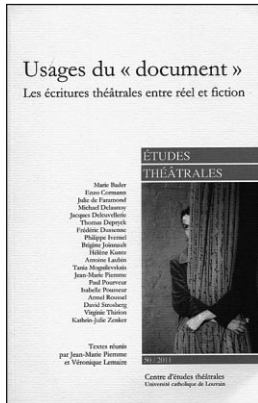 Usages du « document »
Les écritures théâtrales entre réel et fiction
ÉTUDES
THÉÂTRALES
Marie Bader
Enzo Cormann
Julie de Faramond
Michael Delaunoy
Jacques Delcuvellerie
Thomas Depryck
Frédéric Dussenne
Philippe Ivernel
Brigitte Joinnault
Hélène Kuntz
Antoine Laubin
Tania Moguilevskaia
Jean-Marie Piemme
Paul Pourveur
Isabelle Pousseur
Armel Roussel
David Strosberg
Virginie Thirion
Kathrin-Julie Zenker
Textes réunis
par Jean-Marie Piemme
et Véronique Lemaire
50 / 2011
Centre d'études théâtrales
Université catholique de Louvain